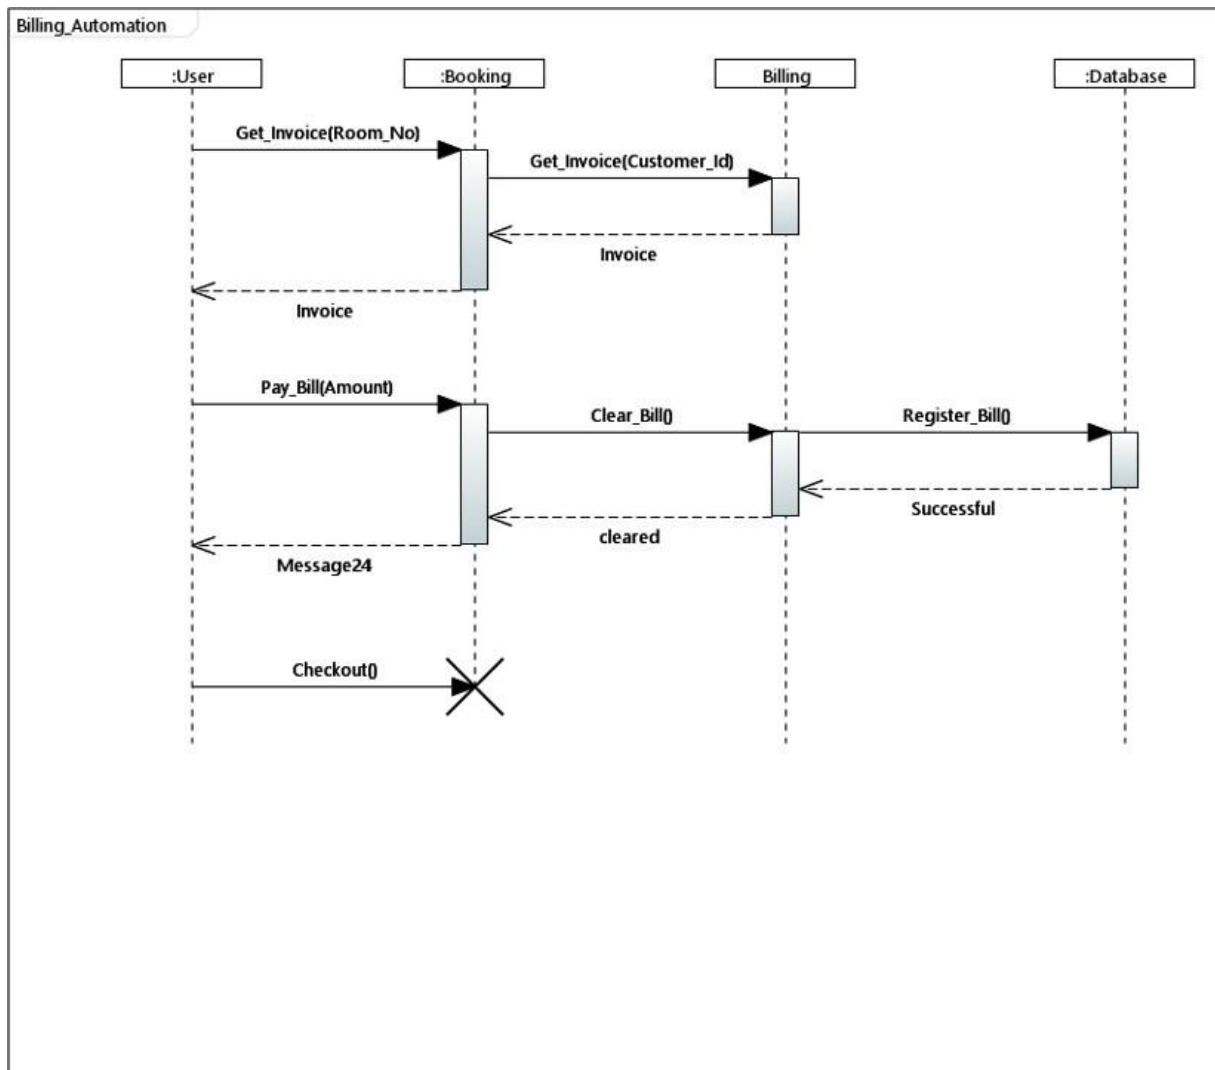 Billing_Automation
:User
:Booking
Billing
:Database
Get_Invoice(Room_No)
Get_Invoice(Customer_Id)
Invoice
Invoice
Pay_Bill(Amount)
Clear_Bill()
Register_Bill()
Successful
cleared
Message24
Checkout()